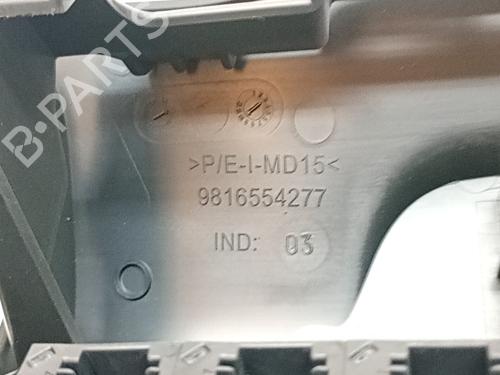 B-PARTS
>P/E-I-MD15<
9816554277
IND: 03